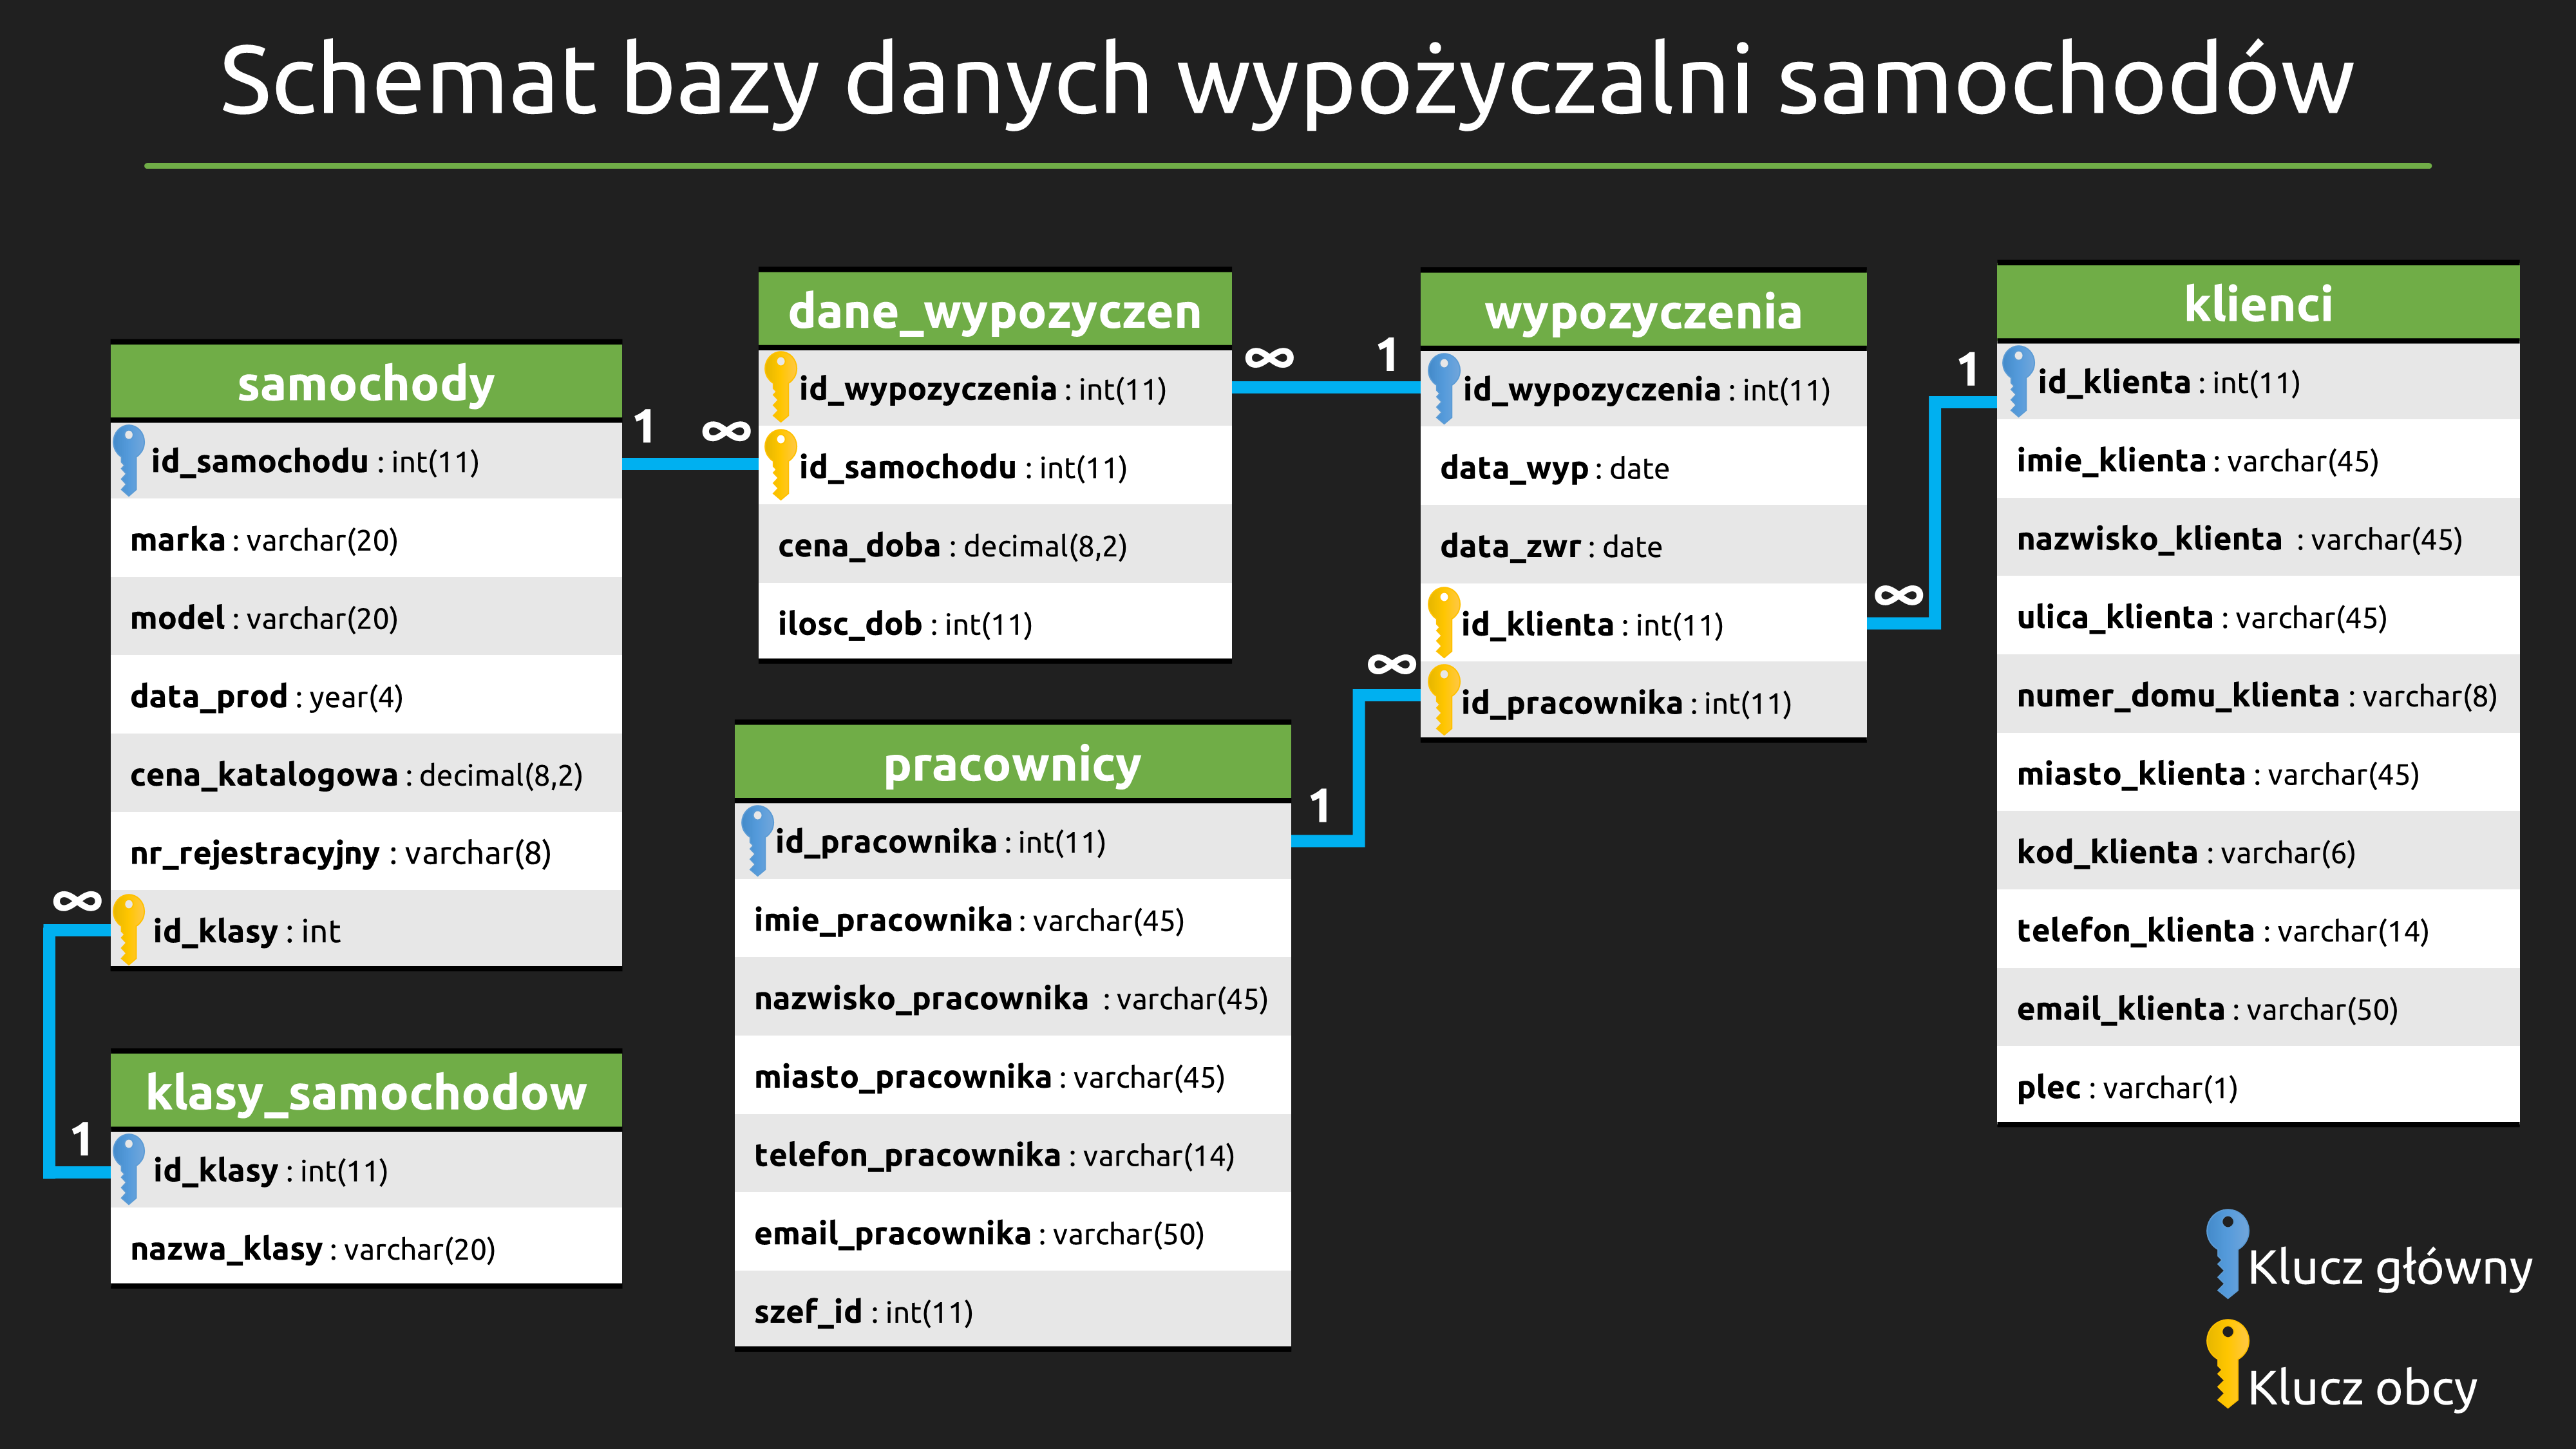 Schemat bazy danych wypożyczalni samochodów
samochody
1
∞
id_samochodu : int(11)
marka : varchar(20)
model : varchar(20)
data_prod : year(4)
cena_katalogowa : decimal(8,2)
nr_rejestracyjny : varchar(8)
∞
id_klasy : int
klasy_samochodow
1
id_klasy : int(11)
nazwa_klasy : varchar(20)
dane_wypozyczen
∞
1
id_wypozyczenia : int(11)
id_samochodu : int(11)
cena_doba : decimal(8,2)
ilosc_dob : int(11)
pracownicy
1
∞
id_pracownika : int(11)
imie_pracownika : varchar(45)
nazwisko_pracownika : varchar(45)
miasto_pracownika : varchar(45)
telefon_pracownika : varchar(14)
email_pracownika : varchar(50)
szef_id : int(11)
wypozyczenia
id_wypozyczenia : int(11)
data_wyp : date
data_zwr : date
id_klienta : int(11)
id_pracownika : int(11)
∞
1
klienci
id_klienta : int(11)
imie_klienta : varchar(45)
nazwisko_klienta : varchar(45)
ulica_klienta : varchar(45)
numer_domu_klienta : varchar(8)
miasto_klienta : varchar(45)
kod_klienta : varchar(6)
telefon_klienta : varchar(14)
email_klienta : varchar(50)
plec : varchar(1)
Klucz główny
Klucz obcy